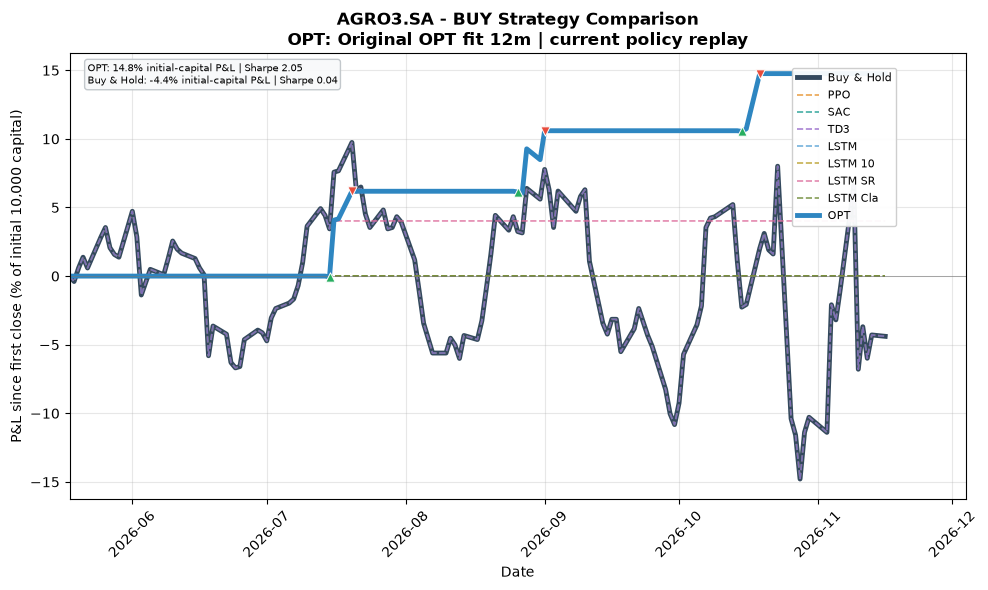 AGRO3.SA - BUY Strategy Comparison
OPT: Original OPT fit 12m | current policy replay
OPT: 14.8% initial-capital P&L | Sharpe 2.05
Buy & Hold: -4.4% initial-capital P&L | Sharpe 0.04
Buy & Hold
PPO
SAC
TD3
LSTM
LSTM 10
LSTM SR
LSTM Cla
OPT
P&L since first close (% of initial 10,000 capital)
15
10
5
0
−5
−10
−15
2026-06
2026-07
2026-08
2026-09
2026-10
2026-11
2026-12
Date